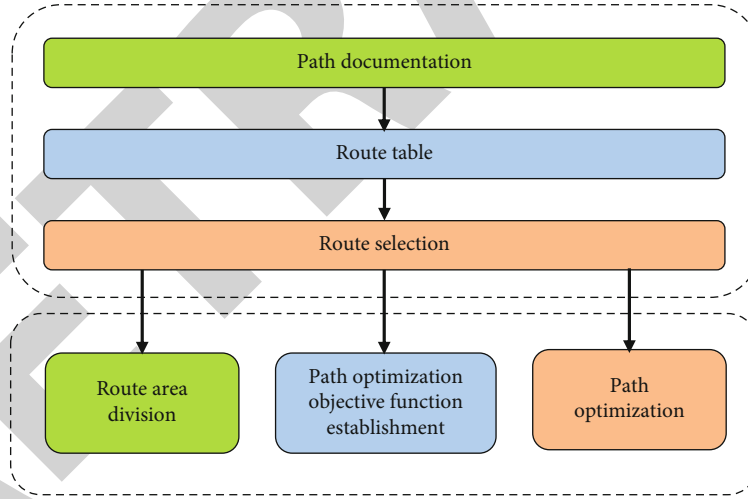 Path documentation
Route table
Route selection
Route area
division
Path optimization
objective function
establishment
Path
optimization